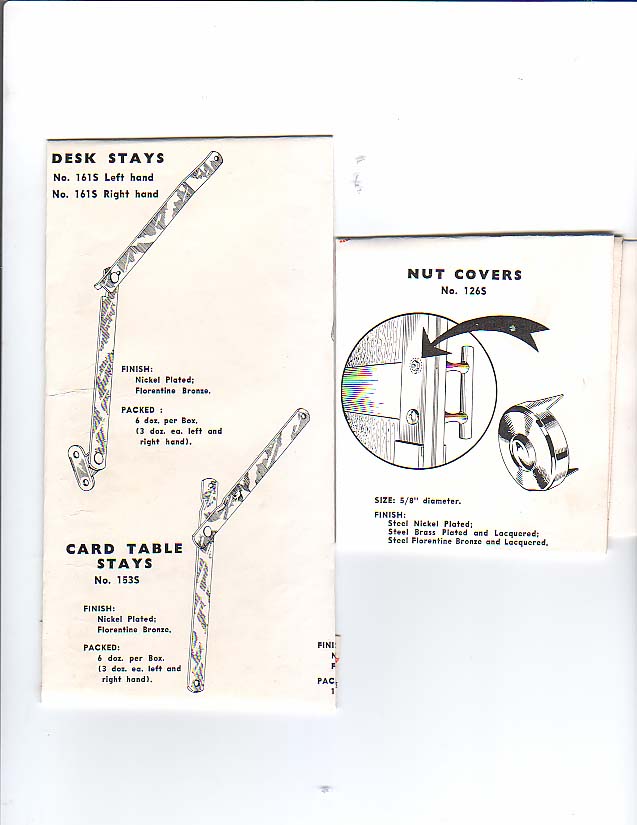 DESK STAYS
No. 161S Left hand
No. 161S Right hand
FINISH:
Nickel Plated;
Florentine Bronze.
PACKED :
6 doz. per Box.
(3 doz. ea. left and
right hand).
CARD TABLE
STAYS
No. 153S
FINISH:
Nickel Plated;
Florentine Bronze.
PACKED:
6 doz. per Box.
(3 doz. ea. left and
right hand).
FINI
N
F
PAC
1
NUT COVERS
No. 126S
SIZE: 5/8" diameter.
FINISH:
Steel Nickel Plated;
Steel Brass Plated and Lacquered;
Steel Florentine Bronze and Lacquered.